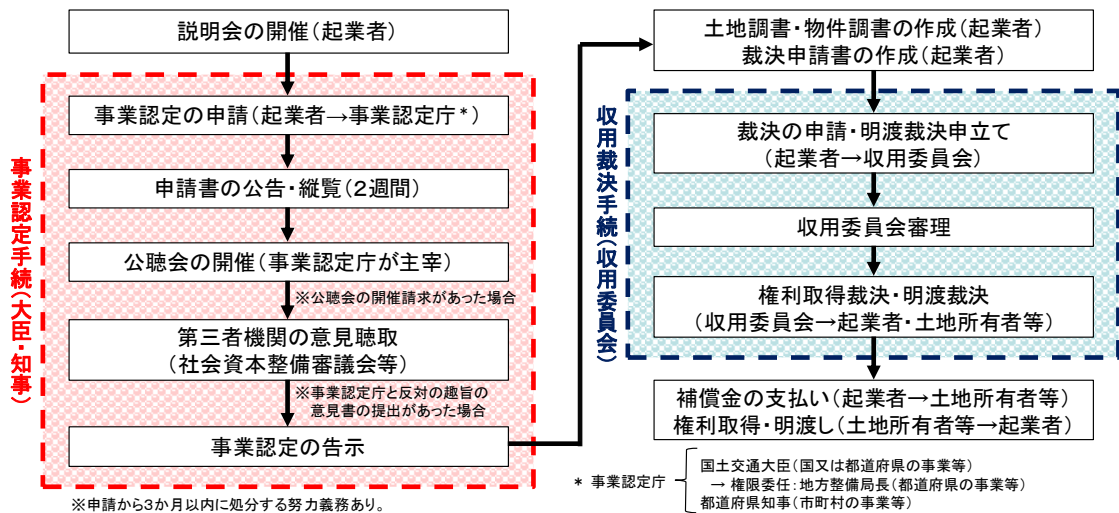 説明会の開催(起業者)
事業認定手続(大臣・知事)
事業認定の申請(起業者→事業認定庁*)
申請書の公告・縦覧(2週間)
公聴会の開催(事業認定庁が主宰)
※公聴会の開催請求があった場合
第三者機関の意見聴取
(社会資本整備審議会等)
※事業認定庁と反対の趣旨の
意見書の提出があった場合
事業認定の告示
※申請から3か月以内に処分する努力義務あり。
土地調書・物件調書の作成(起業者)
裁決申請書の作成(起業者)
収用裁決手続(収用委員会)
裁決の申請・明渡裁決申立て
(起業者→収用委員会)
収用委員会審理
権利取得裁決・明渡裁決
(収用委員会→起業者・土地所有者等)
補償金の支払い(起業者→土地所有者等)
権利取得・明渡し(土地所有者等→起業者)
* 事業認定庁
国土交通大臣(国又は都道府県の事業等)
→ 権限委任:地方整備局長(都道府県の事業等)
都道府県知事(市町村の事業等)